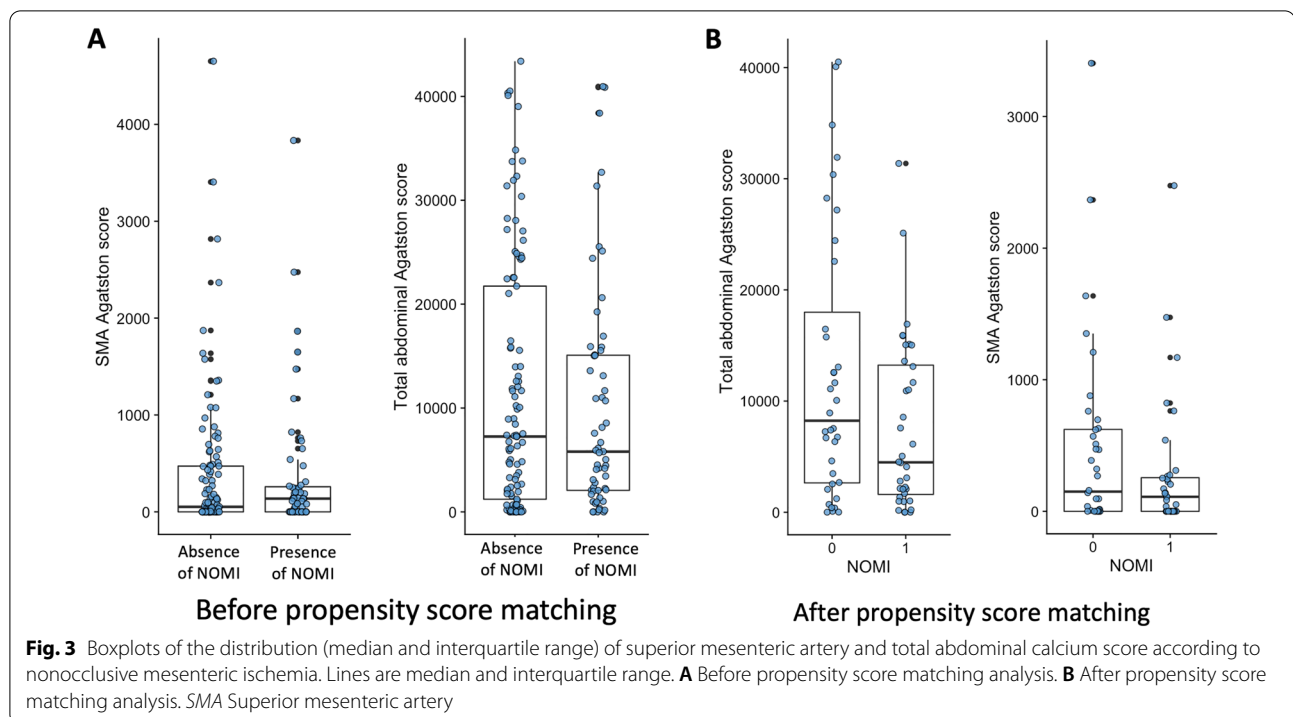 A
B
SMA Agatston score
4000
3000
2000
1000
0
Absence of NOMI
Presence of NOMI
Total abdominal Agatston score
40000
30000
20000
10000
0
Absence of NOMI
Presence of NOMI
Before propensity score matching
Total abdominal Agatston score
40000
30000
20000
10000
0
0
1
NOMI
SMA Agatston score
3000
2000
1000
0
0
1
NOMI
After propensity score matching
Fig. 3 Boxplots of the distribution (median and interquartile range) of superior mesenteric artery and total abdominal calcium score according to
nonocclusive mesenteric ischemia. Lines are median and interquartile range. A Before propensity score matching analysis. B After propensity score
matching analysis. SMA Superior mesenteric artery